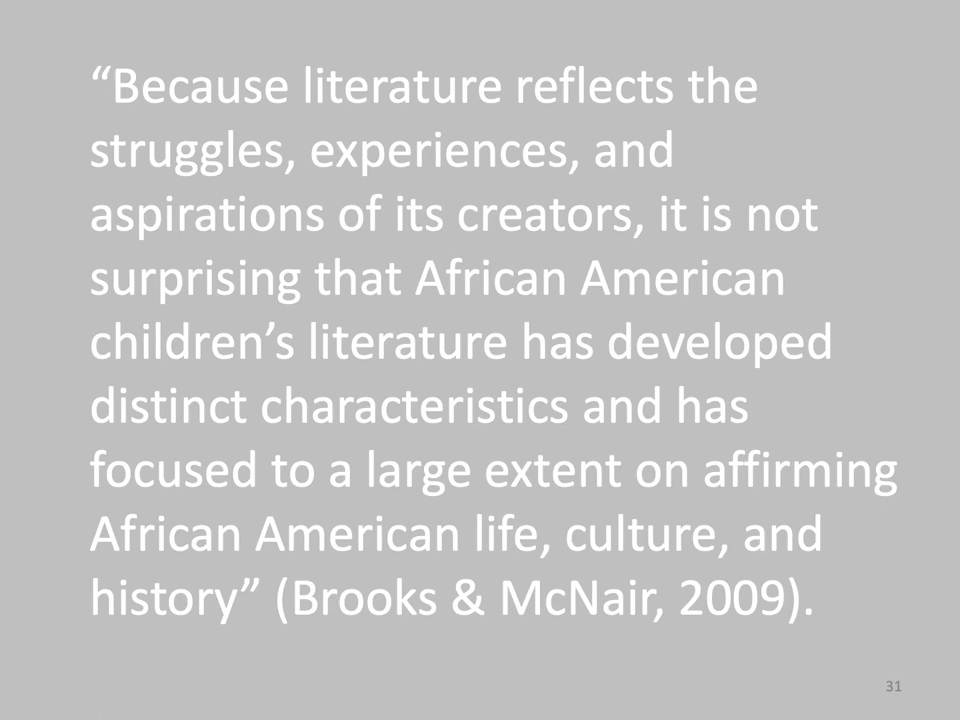 “Because literature reflects the
struggles, experiences, and
aspirations of its creators, it is not
surprising that African American
children’s literature has developed
distinct characteristics and has
focused to a large extent on affirming
African American life, culture, and
history” (Brooks & McNair, 2009).
31